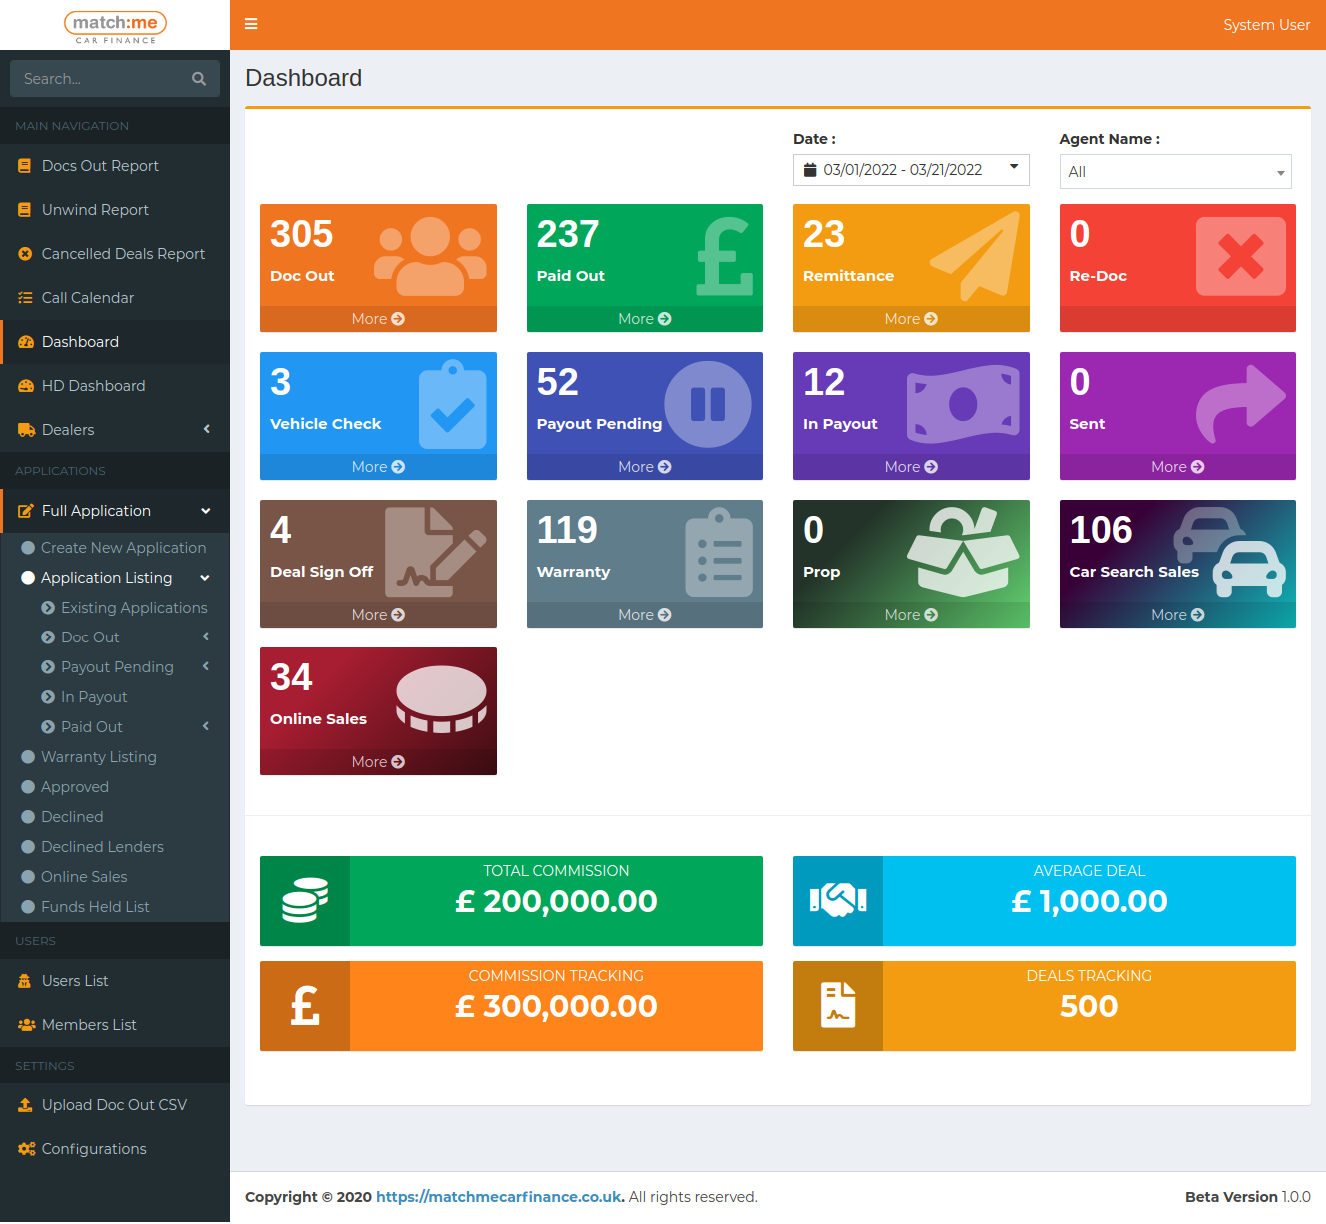 match:me
CAR FINANCE
System User
Search...
MAIN NAVIGATION
Docs Out Report
Unwind Report
Cancelled Deals Report
Call Calendar
Dashboard
HD Dashboard
Dealers
APPLICATIONS
Full Application
Create New Application
Application Listing
Existing Applications
Doc Out
Payout Pending
In Payout
Paid Out
Warranty Listing
Approved
Declined
Declined Lenders
Online Sales
Funds Held List
USERS
Users List
Members List
SETTINGS
Upload Doc Out CSV
Configurations
Dashboard
Date :
03/01/2022 - 03/21/2022
Agent Name :
All
305
Doc Out
More
237
Paid Out
More
23
Remittance
More
0
Re-Doc
3
Vehicle Check
More
52
Payout Pending
More
12
In Payout
More
0
Sent
More
4
Deal Sign Off
More
119
Warranty
More
0
Prop
More
106
Car Search Sales
More
34
Online Sales
More
TOTAL COMMISSION
£ 200,000.00
AVERAGE DEAL
£ 1,000.00
COMMISSION TRACKING
£ 300,000.00
DEALS TRACKING
500
Copyright © 2020 https://matchmecarfinance.co.uk. All rights reserved.
Beta Version 1.0.0